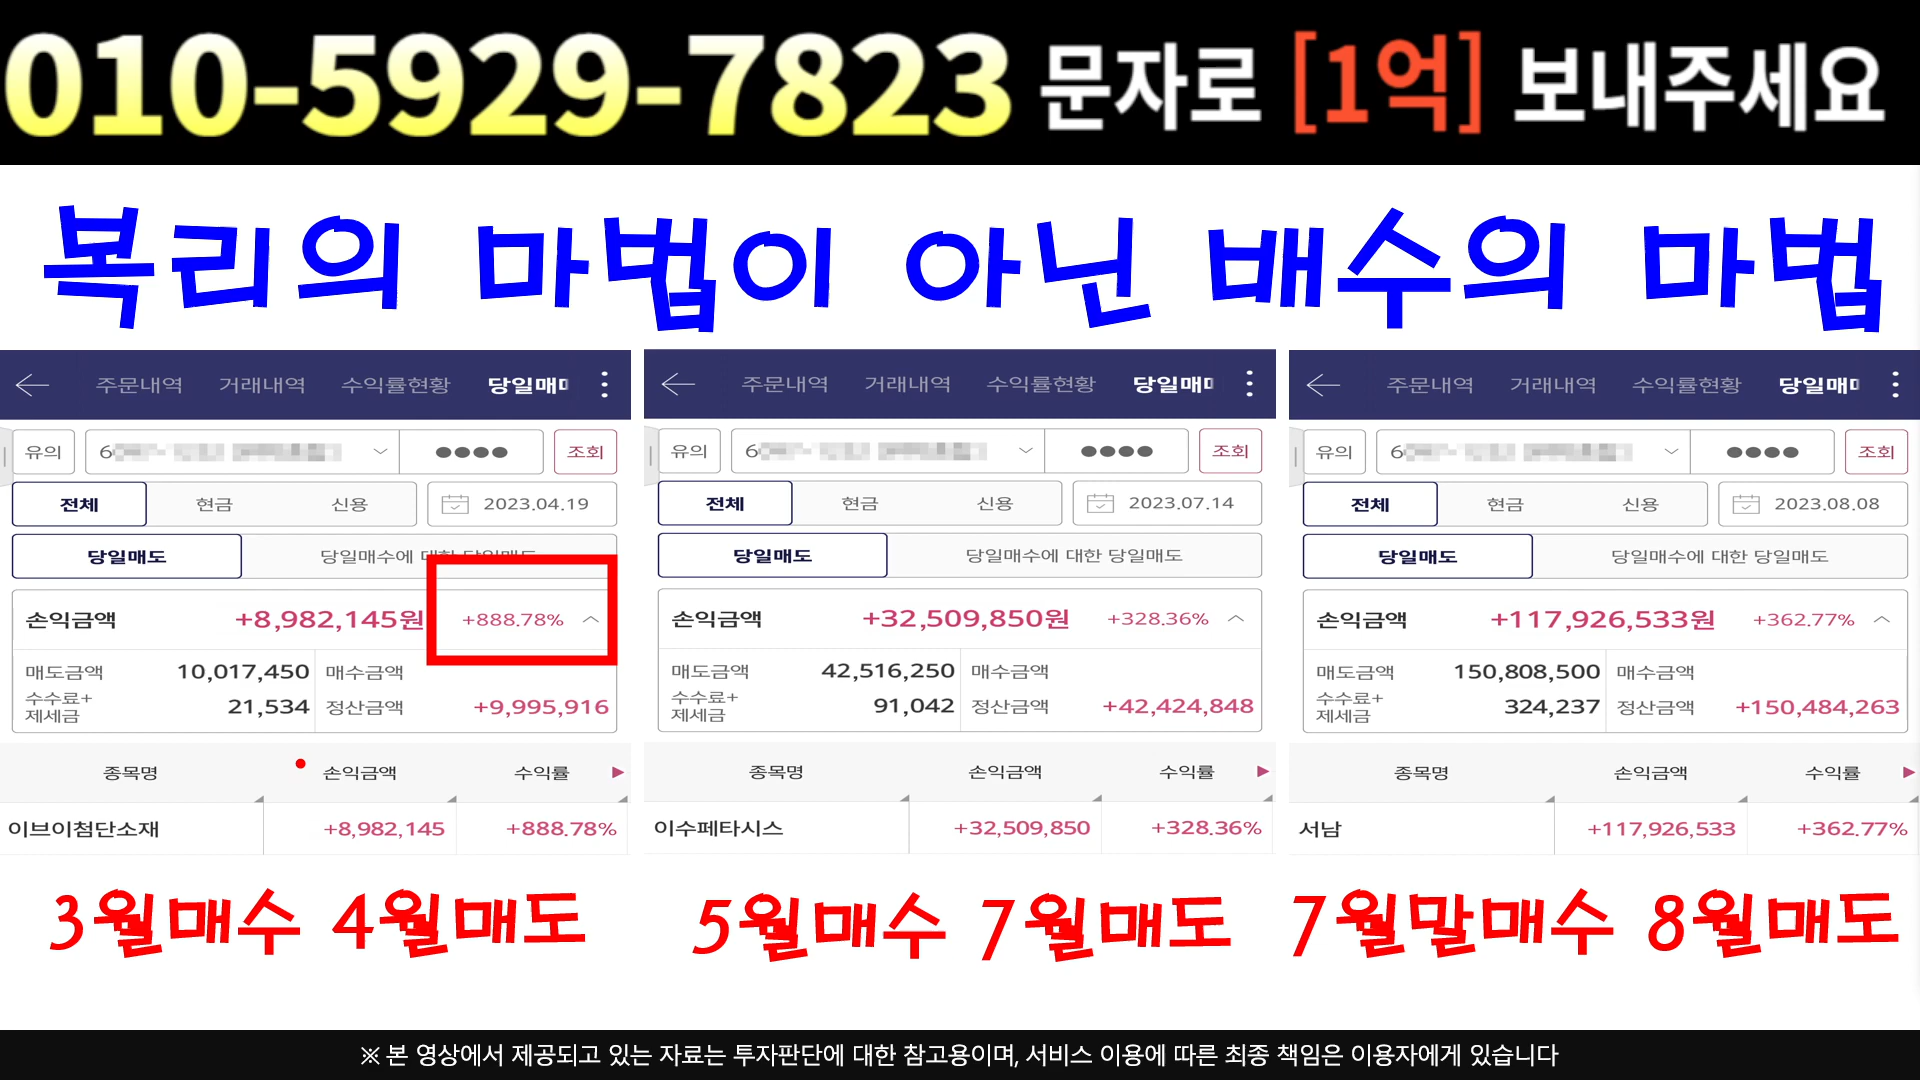 010-5929-7823 문자로 [1억] 보내주세요
복리의 마법이 아닌 배수의 마법
주문내역 거래내역 수익률현황 당일매매
유의 6 ●●●● 조회
전체 현금 신용 2023.04.19
당일매도 당일매수에 대한 당일매도
손익금액 +8,982,145원 +888.78%
매도금액 10,017,450 매수금액
수수료+
제세금 21,534 정산금액 +9,995,916
종목명 손익금액 수익률
이브이첨단소재 +8,982,145 +888.78%
3월매수 4월매도
주문내역 거래내역 수익률현황 당일매매
유의 6 ●●●● 조회
전체 현금 신용 2023.07.14
당일매도 당일매수에 대한 당일매도
손익금액 +32,509,850원 +328.36%
매도금액 42,516,250 매수금액
수수료+
제세금 91,042 정산금액 +42,424,848
종목명 손익금액 수익률
이수페타시스 +32,509,850 +328.36%
5월매수 7월매도
주문내역 거래내역 수익률현황 당일매매
유의 6 ●●●● 조회
전체 현금 신용 2023.08.08
당일매도 당일매수에 대한 당일매도
손익금액 +117,926,533원 +362.77%
매도금액 150,808,500 매수금액
수수료+
제세금 324,237 정산금액 +150,484,263
종목명 손익금액 수익률
서남 +117,926,533 +362.77%
7월말매수 8월매도
※ 본 영상에서 제공되고 있는 자료는 투자판단에 대한 참고용이며, 서비스 이용에 따른 최종 책임은 이용자에게 있습니다